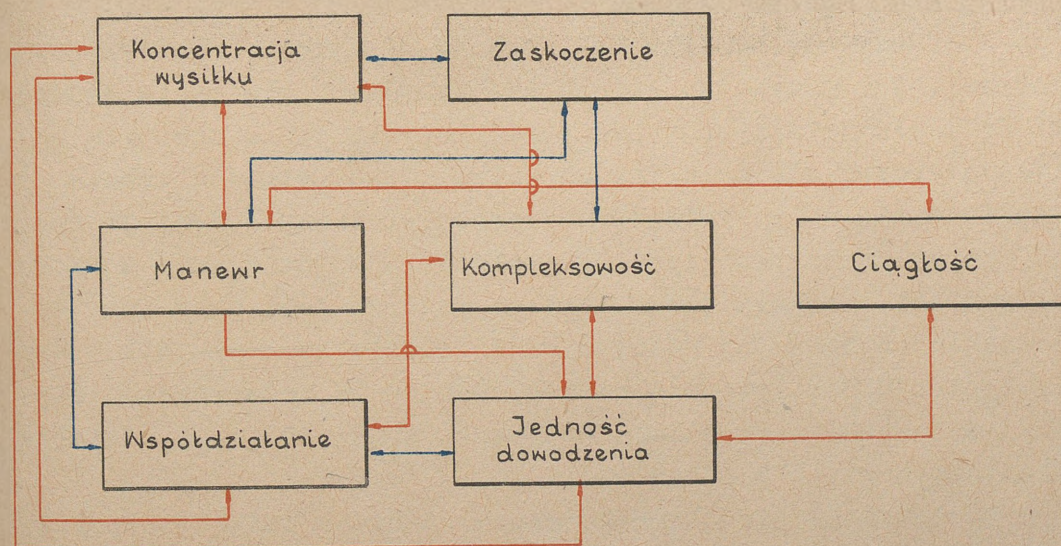 Koncentracja
wysiłku
Zaskoczenie
Manewr
Kompleksowość
Ciągłość
Współdziałanie
Jedność
dowodzenia